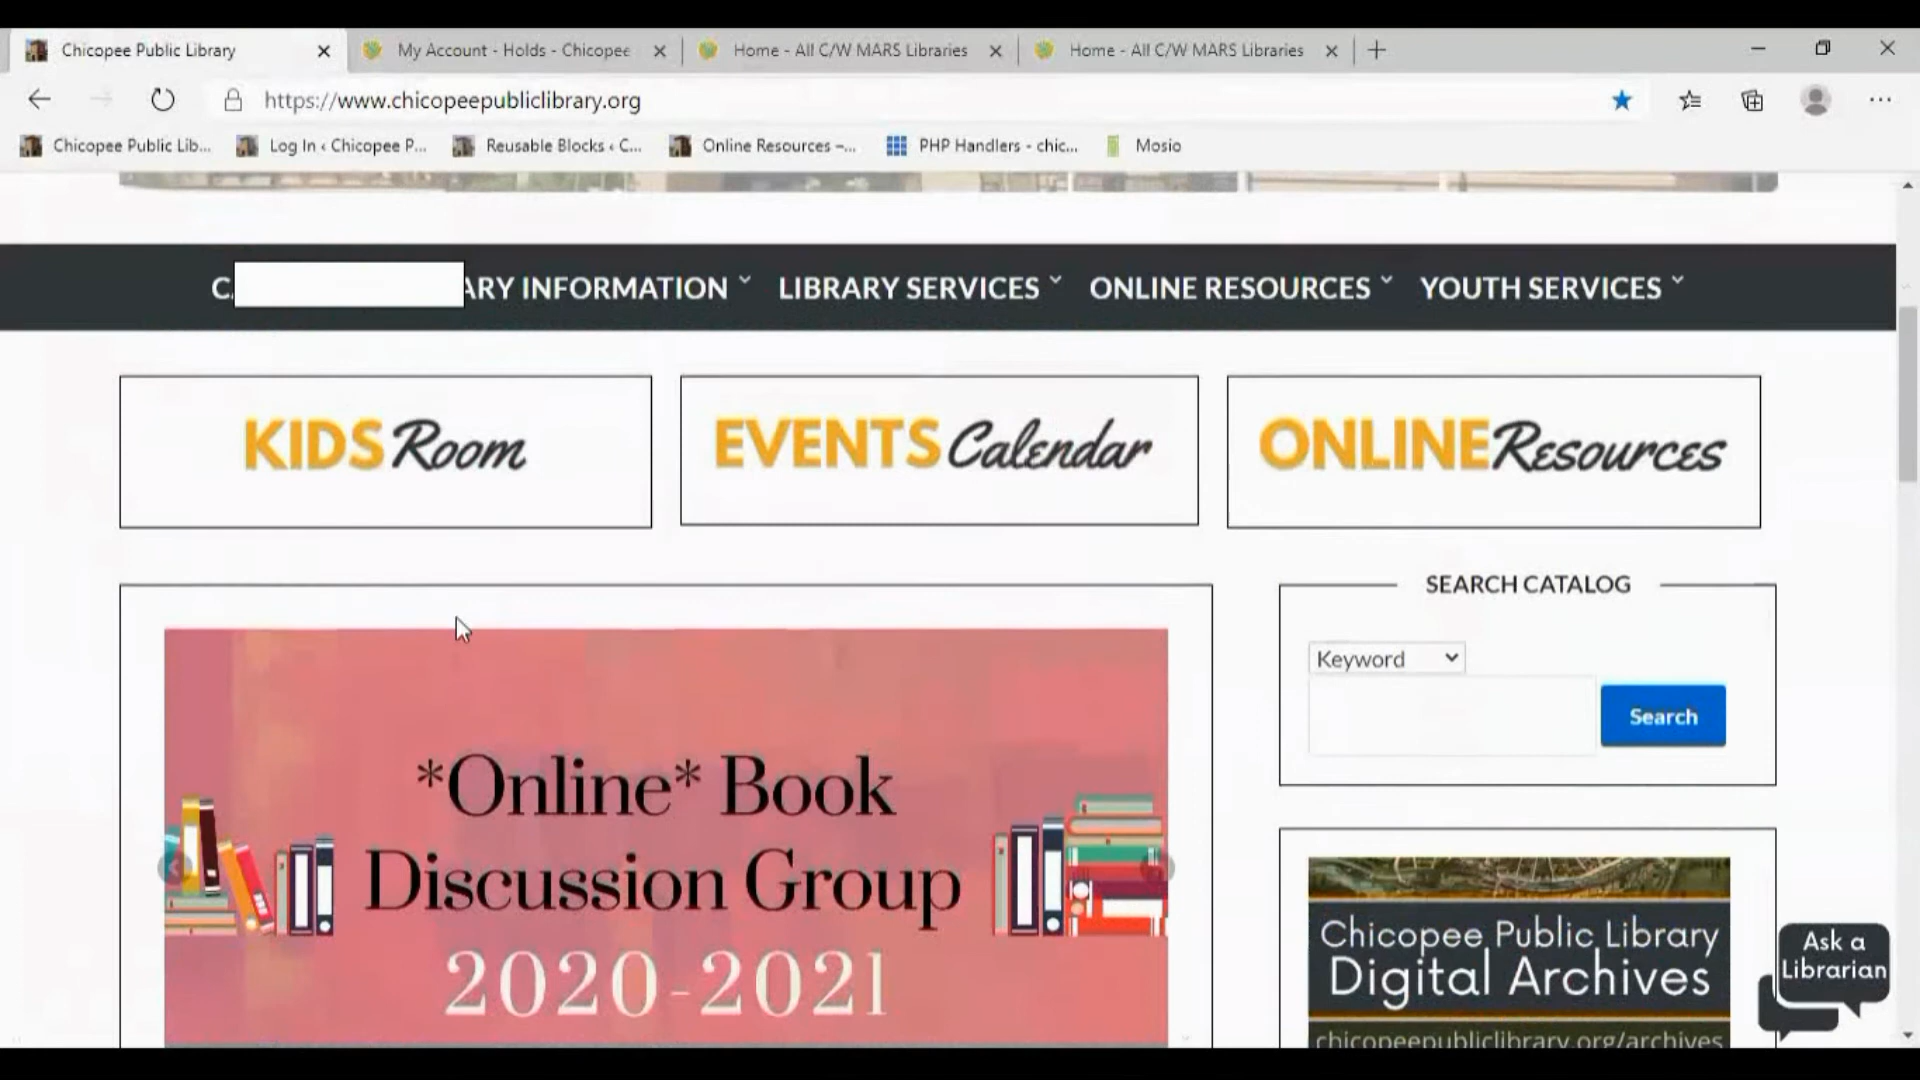 Chicopee Public Library
My Account - Holds - Chicopee
Home - All C/W MARS Libraries
Home - All C/W MARS Libraries
https://www.chicopeepubliclibrary.org
Chicopee Public Lib...
Log In ‹ Chicopee P...
Reusable Blocks ‹ C...
Online Resources –...
PHP Handlers - chic...
Mosio
INFORMATION
LIBRARY SERVICES
ONLINE RESOURCES
YOUTH SERVICES
KIDS Room
EVENTS Calendar
ONLINE Resources
SEARCH CATALOG
Keyword
Search
*Online* Book
Discussion Group
2020-2021
Chicopee Public Library
Digital Archives
chicopeepubliclibrary.org/archives
Ask a
Librarian